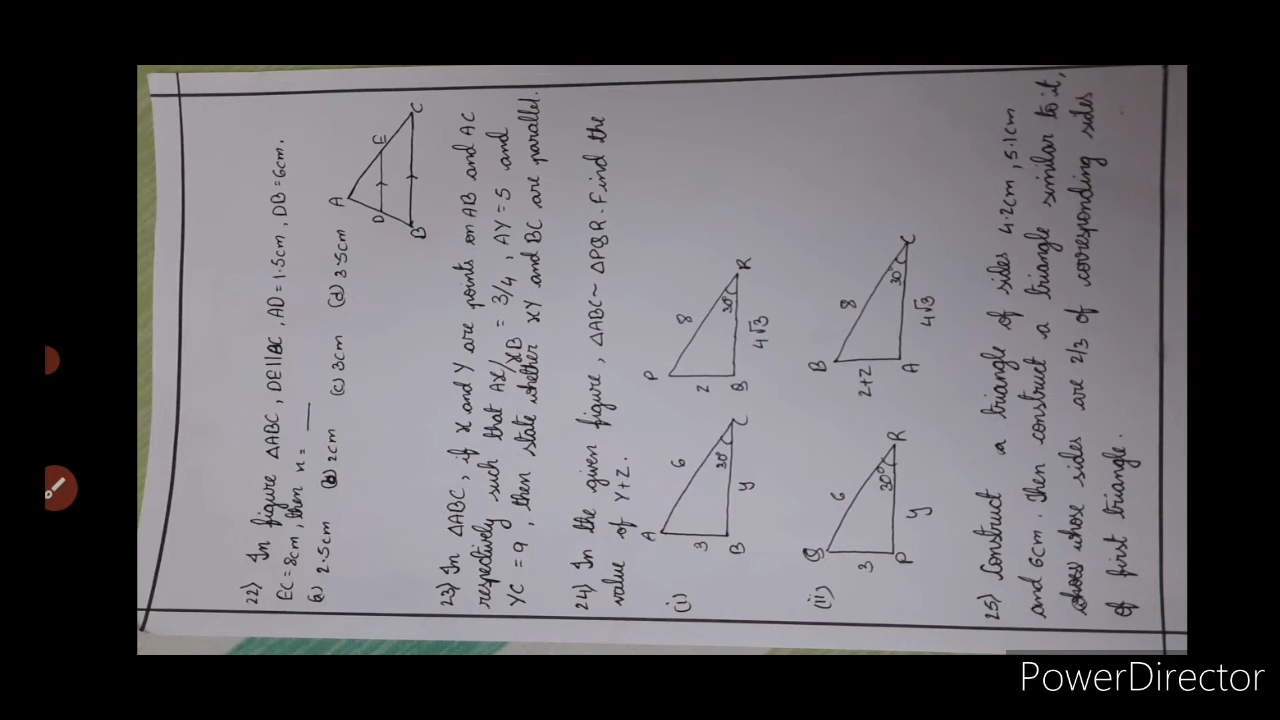 22) In figure △ABC, DE||BC, AD = 1.5cm, DB = 6cm,
EC = 8cm, then x = ____
(a) 2.5cm (b) 2cm (c) 3cm (d) 3.5cm
A
D E
B C
23) In △ABC, if X and Y are points on AB and AC
respectively such that AX/XB = 3/4, AY = 5 and
YC = 9, then state whether XY and BC are parallel.
24) In the given figure, △ABC ~ △PQR. Find the
value of Y+Z.
(i)
A 6 3 B y C 30°
P 8 Z Q 4√3 R 30°
(ii)
Q 6 3 P y R 30°
B 8 2+Z A 4√3 C 30°
25) Construct a triangle of sides 4.2cm, 5.1cm
and 6cm. Then construct a triangle similar to it,
whose sides are 2/3 of corresponding sides
of first triangle.
PowerDirector